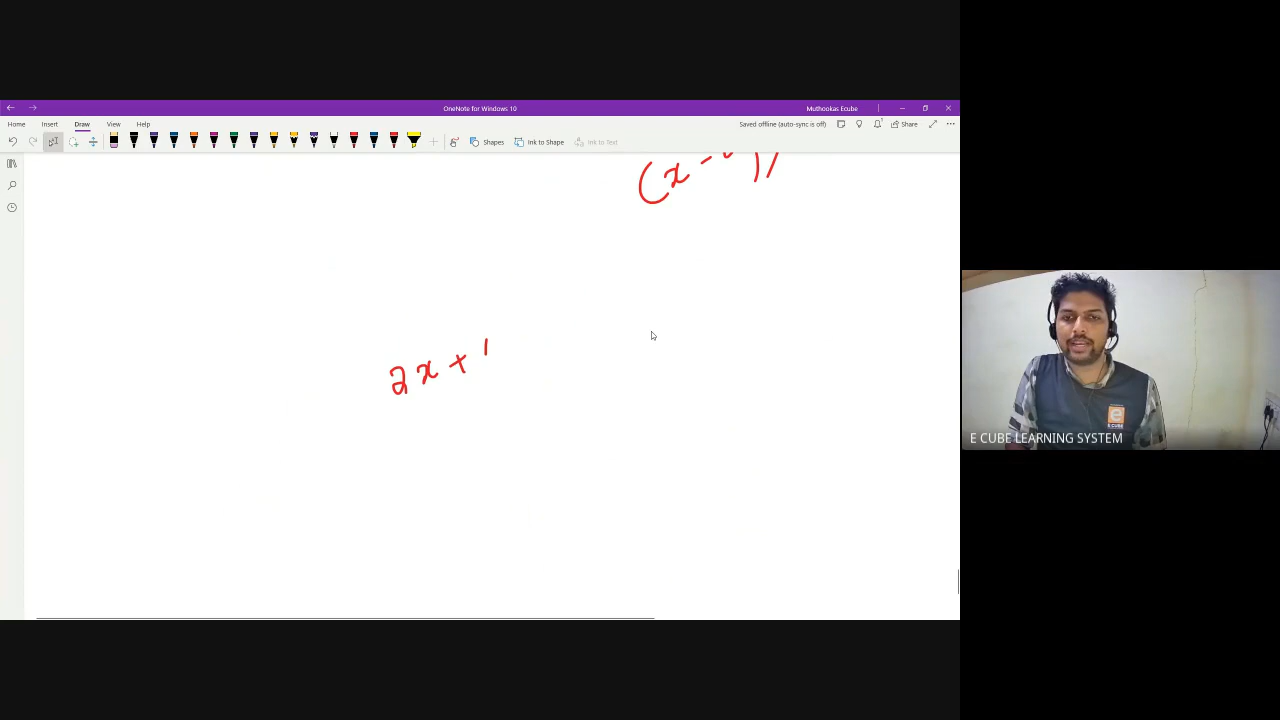 OneNote for Windows 10
Muthookas Ecube
Home Insert Draw View Help
Saved offline (auto-sync is off)
Share
Shapes
Ink to Shape
Ink to Text
(x -
2x +
e
E CUBE
E CUBE LEARNING SYSTEM